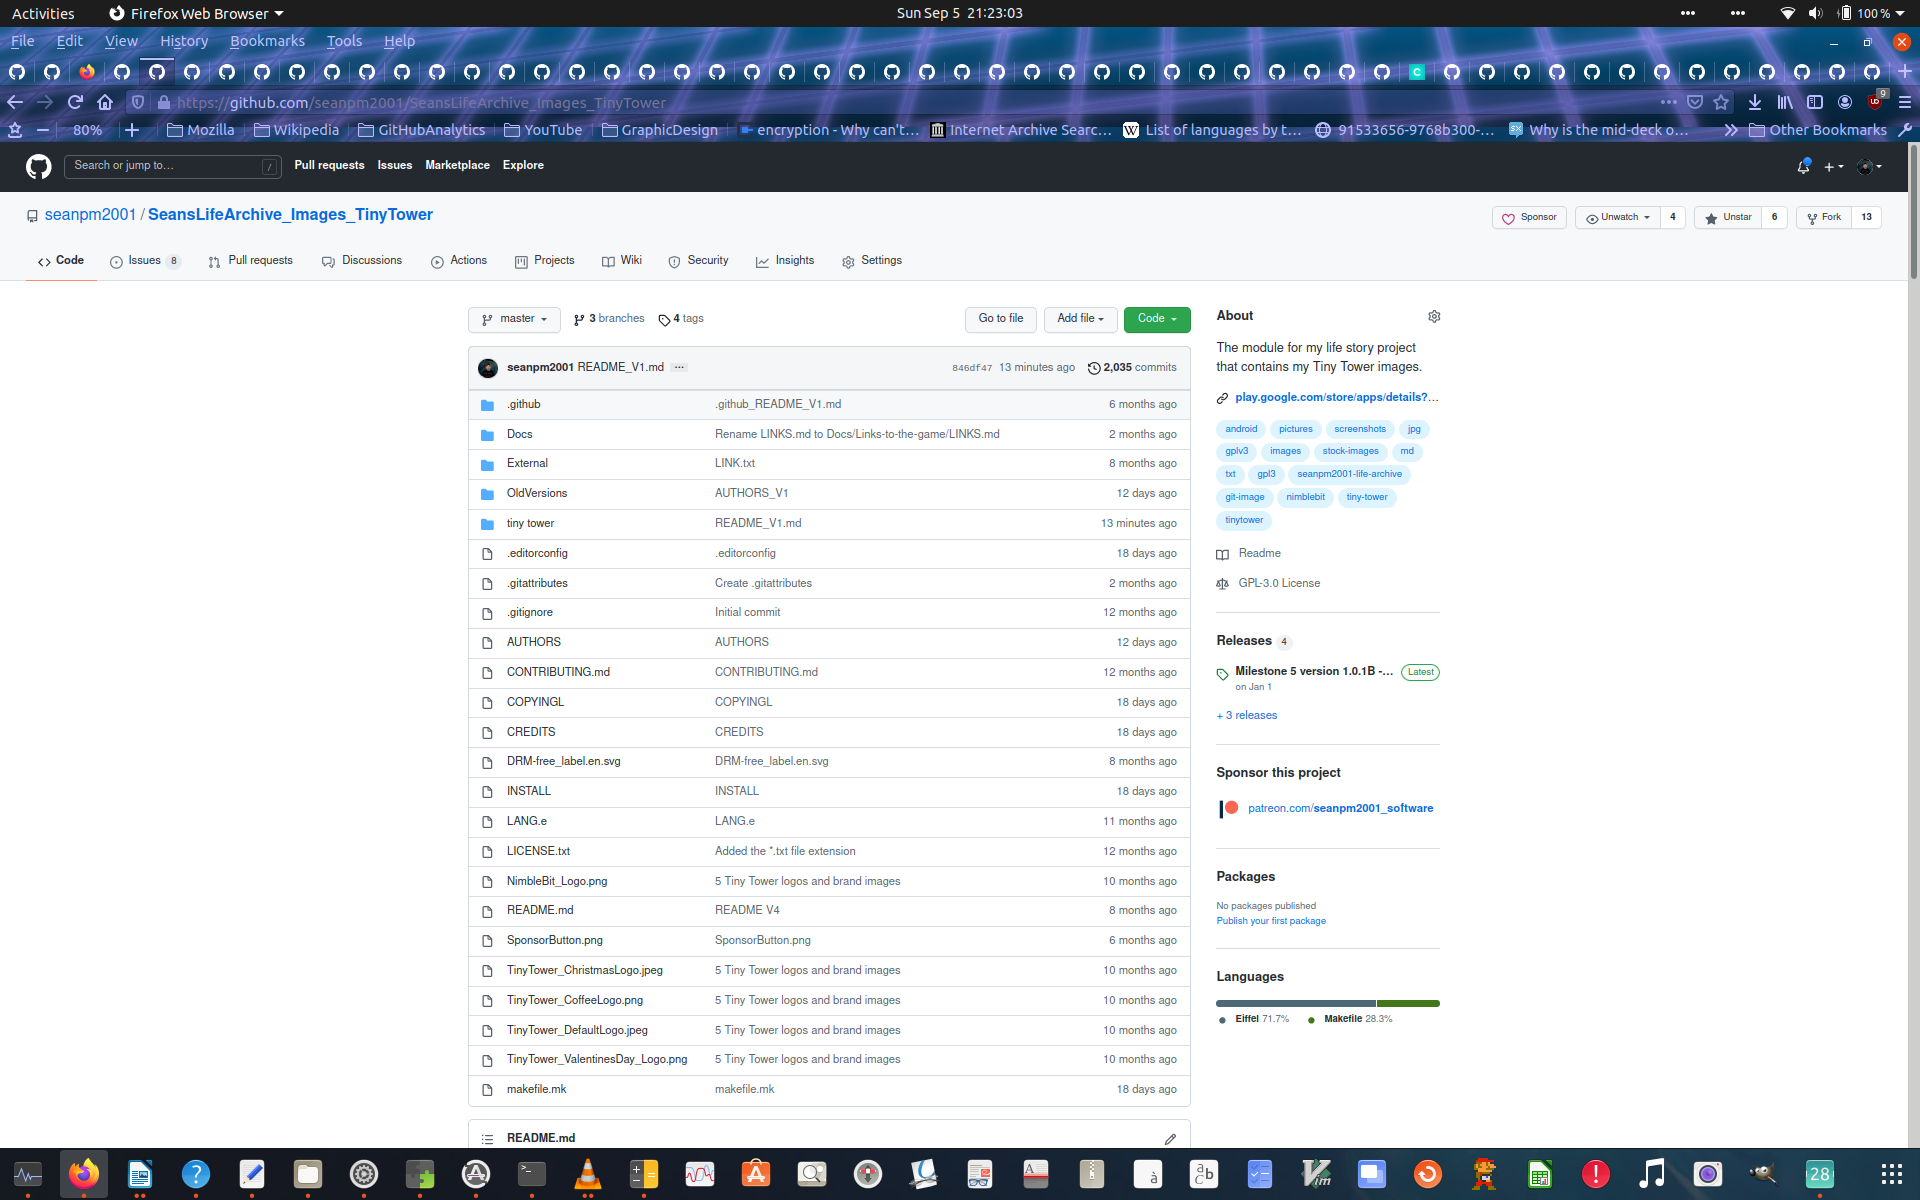 Activities Firefox Web Browser Sun Sep 5 21:23:03 100 %
File Edit View History Bookmarks Tools Help
https://github.com/seanpm2001/SeansLifeArchive_Images_TinyTower 9
80% Mozilla Wikipedia GitHubAnalytics YouTube GraphicDesign encryption - Why can't… Internet Archive Searc… List of languages by t… 91533656-9768b300-… Why is the mid-deck o… Other Bookmarks
Search or jump to… / Pull requests Issues Marketplace Explore
seanpm2001 / SeansLifeArchive_Images_TinyTower Sponsor Unwatch 4 Unstar 6 Fork 13
Code Issues 8 Pull requests Discussions Actions Projects Wiki Security Insights Settings
master 3 branches 4 tags Go to file Add file Code
seanpm2001 README_V1.md 846df47 13 minutes ago 2,035 commits
.github .github_README_V1.md 6 months ago
Docs Rename LINKS.md to Docs/Links-to-the-game/LINKS.md 2 months ago
External LINK.txt 8 months ago
OldVersions AUTHORS_V1 12 days ago
tiny tower README_V1.md 13 minutes ago
.editorconfig .editorconfig 18 days ago
.gitattributes Create .gitattributes 2 months ago
.gitignore Initial commit 12 months ago
AUTHORS AUTHORS 12 days ago
CONTRIBUTING.md CONTRIBUTING.md 12 months ago
COPYINGL COPYINGL 18 days ago
CREDITS CREDITS 18 days ago
DRM-free_label.en.svg DRM-free_label.en.svg 8 months ago
INSTALL INSTALL 18 days ago
LANG.e LANG.e 11 months ago
LICENSE.txt Added the *.txt file extension 12 months ago
NimbleBit_Logo.png 5 Tiny Tower logos and brand images 10 months ago
README.md README V4 8 months ago
SponsorButton.png SponsorButton.png 6 months ago
TinyTower_ChristmasLogo.jpeg 5 Tiny Tower logos and brand images 10 months ago
TinyTower_CoffeeLogo.png 5 Tiny Tower logos and brand images 10 months ago
TinyTower_DefaultLogo.jpeg 5 Tiny Tower logos and brand images 10 months ago
TinyTower_ValentinesDay_Logo.png 5 Tiny Tower logos and brand images 10 months ago
makefile.mk makefile.mk 18 days ago
README.md
About
The module for my life story project
that contains my Tiny Tower images.
play.google.com/store/apps/details?…
android pictures screenshots jpg
gplv3 images stock-images md
txt gpl3 seanpm2001-life-archive
git-image nimblebit tiny-tower
tinytower
Readme
GPL-3.0 License
Releases 4
Milestone 5 version 1.0.1B -… Latest
on Jan 1
+ 3 releases
Sponsor this project
patreon.com/seanpm2001_software
Packages
No packages published
Publish your first package
Languages
Eiffel 71.7% Makefile 28.3%
28